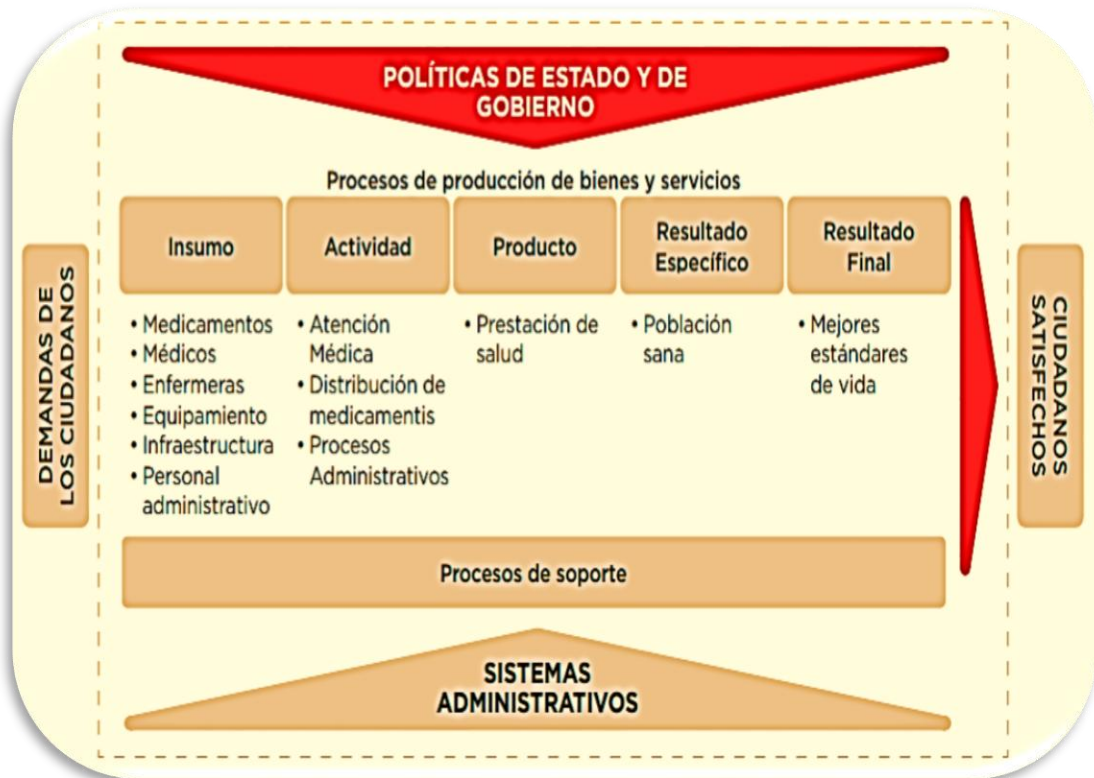 POLÍTICAS DE ESTADO Y DE
GOBIERNO
Procesos de producción de bienes y servicios
DEMANDAS DE
LOS CIUDADANOS
Insumo
• Medicamentos
• Médicos
• Enfermeras
• Equipamiento
• Infraestructura
• Personal
administrativo
Actividad
• Atención
Médica
• Distribución de
medicamentis
• Procesos
Administrativos
Producto
• Prestación de
salud
Resultado
Específico
• Población
sana
Resultado
Final
• Mejores
estándares
de vida
CIUDADANOS
SATISFECHOS
Procesos de soporte
SISTEMAS
ADMINISTRATIVOS